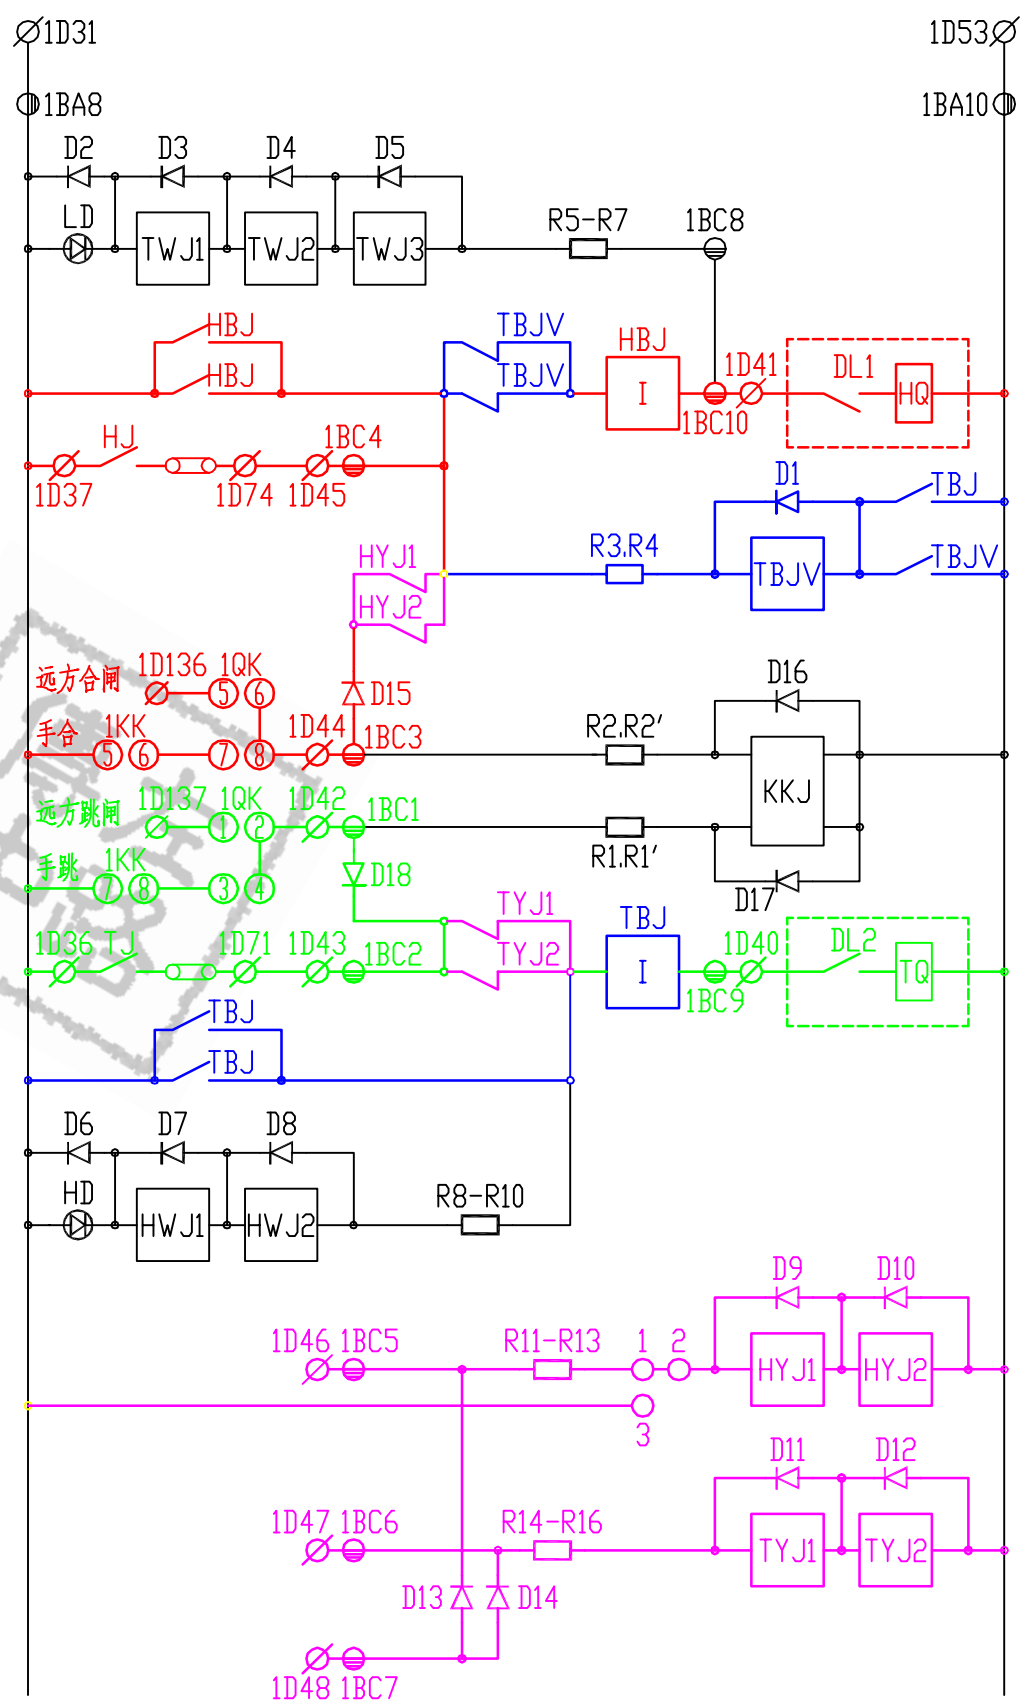 1D31 1D53
1BA8 1BA10
D2 D3 D4 D5
LD R5-R7 1BC8
TWJ1 TWJ2 TWJ3
HBJ TBJV HBJ
1D41 DL1
HBJ TBJV I HQ
1BC10
HJ 1BC4
1D37 1D74 1D45
D1 TBJ
HYJ1 R3.R4 TBJV TBJV
HYJ2
远方合闸 1D136 1QK
5 6 D15 D16
手合 1KK 1D44 1BC3 R2.R2′
5 6 7 8
KKJ
远方跳闸 1D137 1QK 1D42 1BC1
1 2
R1.R1′
手跳 1KK D18
7 8 3 4 D17
TYJ1 TBJ
1D36 TJ 1D71 1D43 1BC2 TYJ2 1D40 DL2
I TQ
1BC9
TBJ
TBJ
D6 D7 D8
HD R8-R10
HWJ1 HWJ2
D9 D10
1D46 1BC5 R11-R13 1 2
HYJ1 HYJ2
3
D11 D12
1D47 1BC6 R14-R16
TYJ1 TYJ2
D13 D14
1D48 1BC7